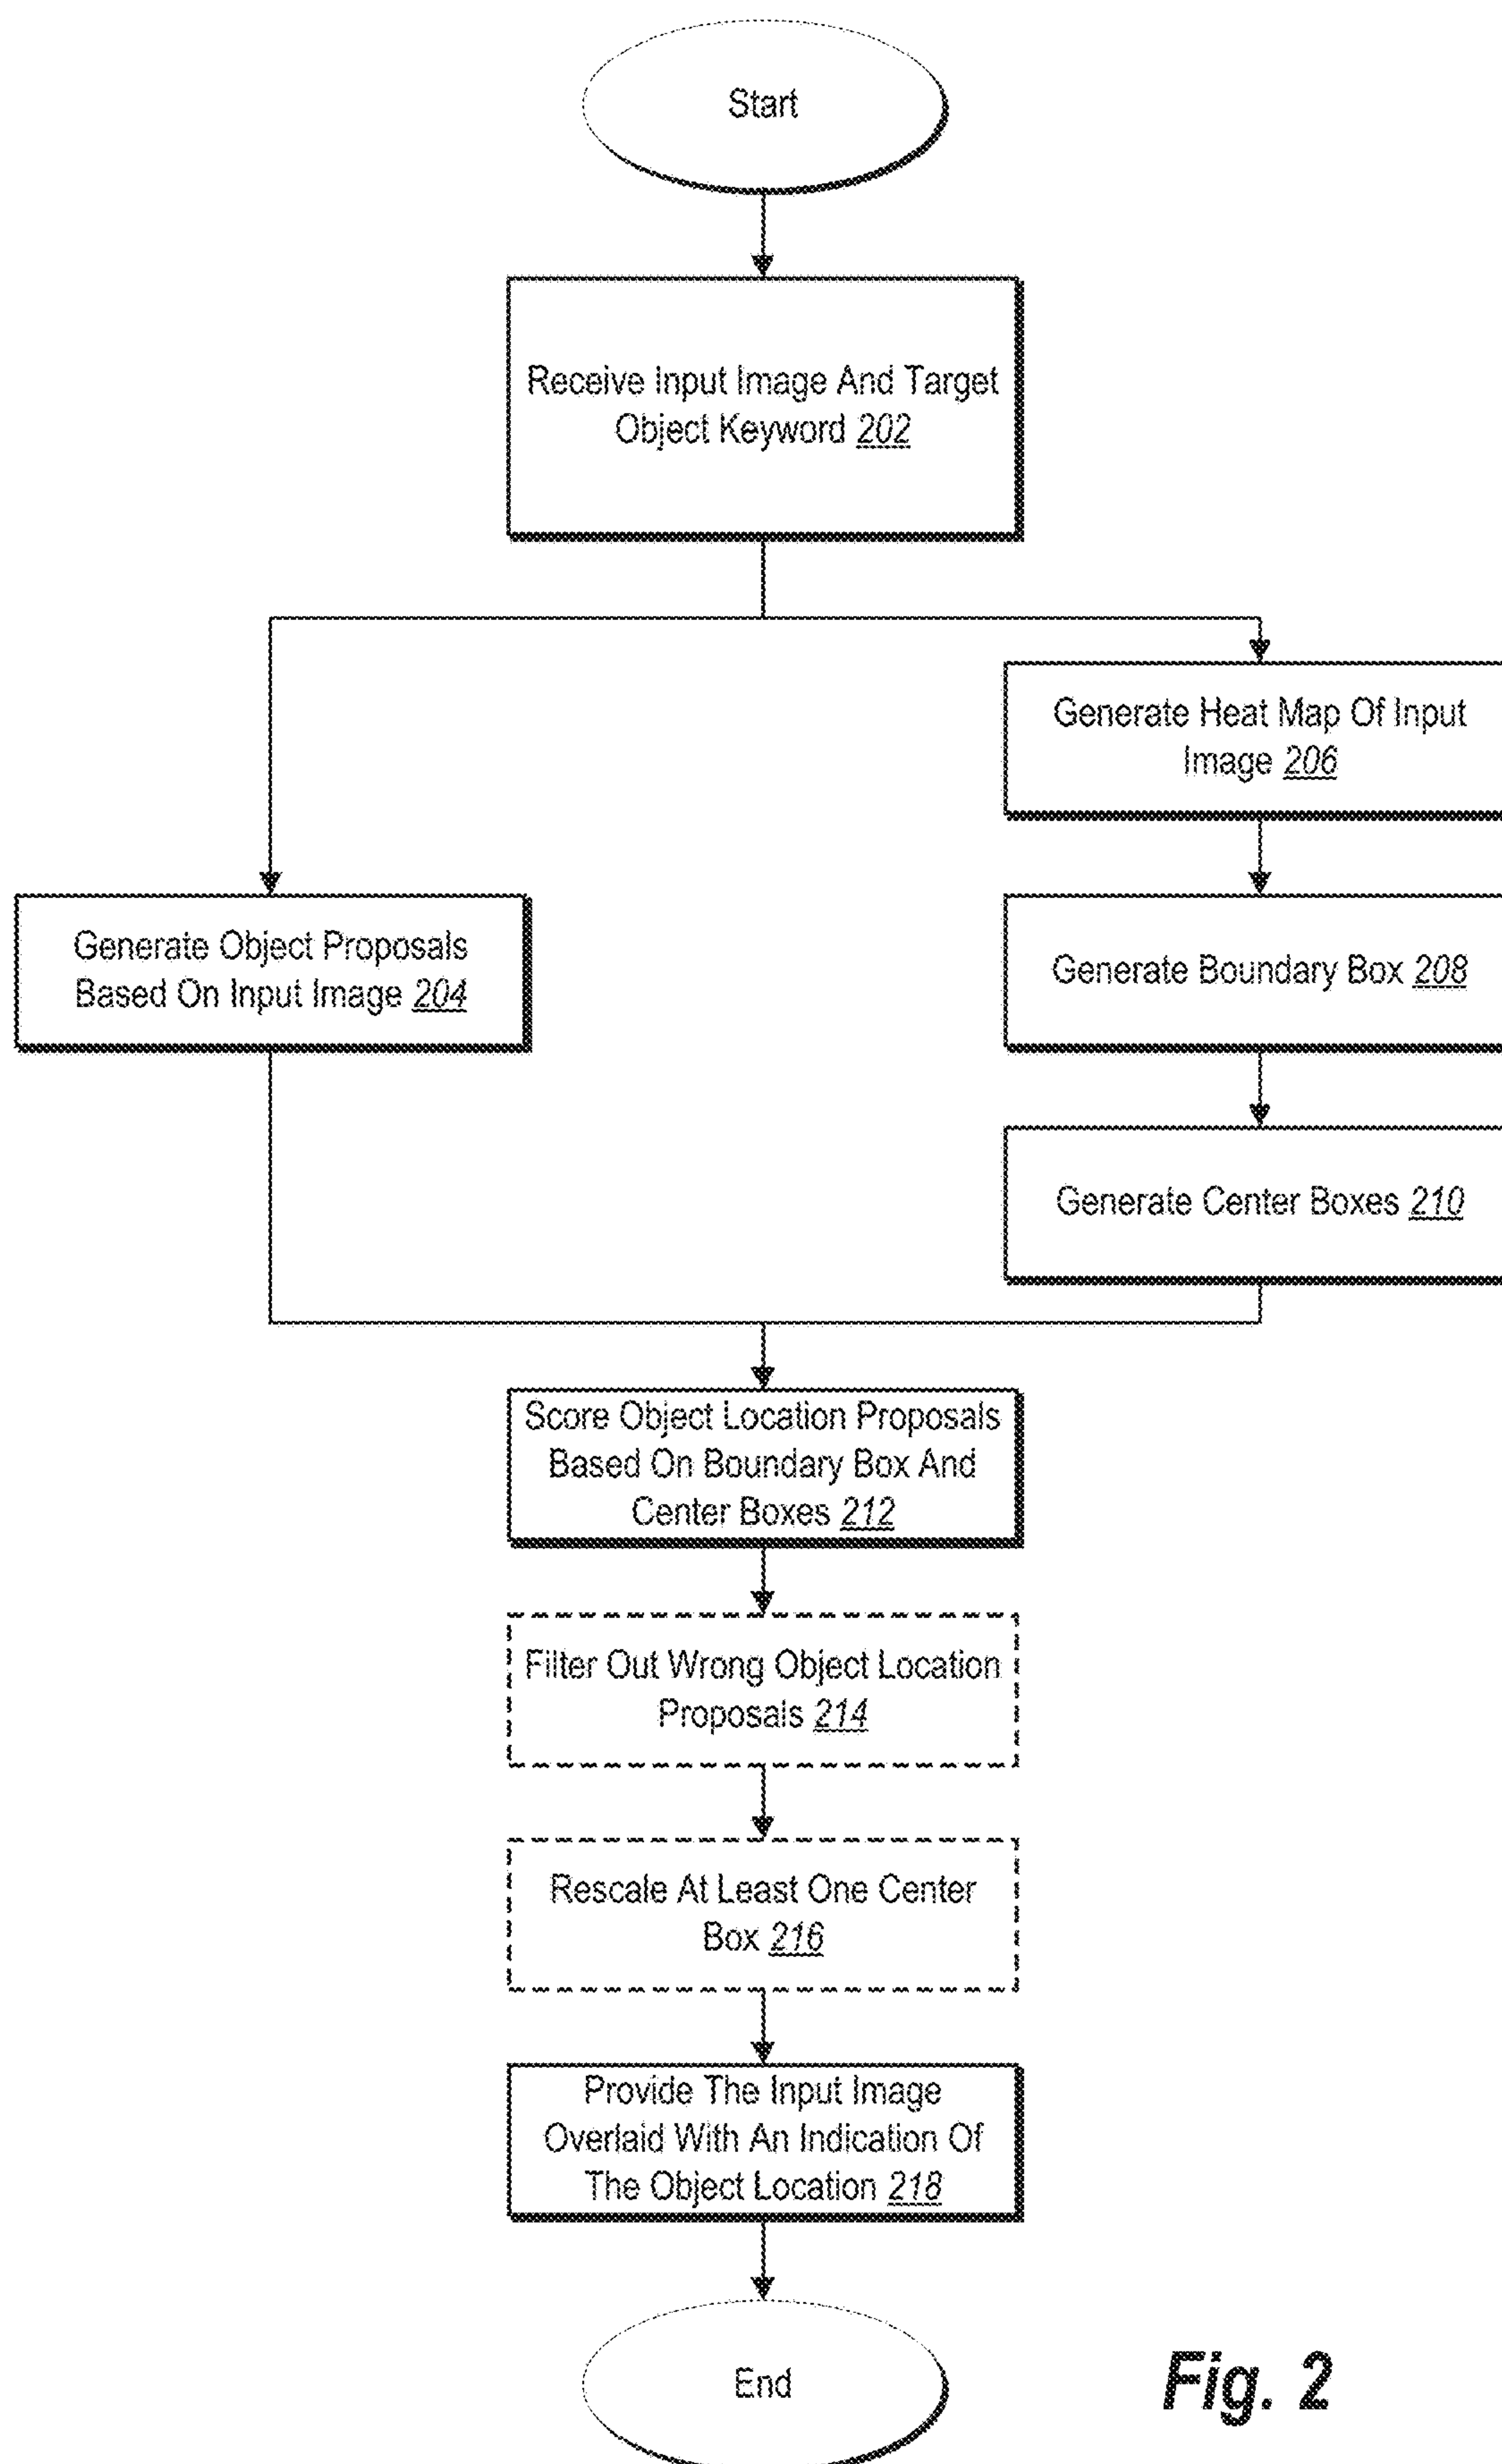 Start
Receive Input Image And Target
Object Keyword 202
Generate Heat Map Of Input
Image 206
Generate Object Proposals
Based On Input Image 204
Generate Boundary Box 208
Generate Center Boxes 210
Score Object Location Proposals
Based On Boundary Box And
Center Boxes 212
Filter Out Wrong Object Location
Proposals 214
Rescale At Least One Center
Box 216
Provide The Input Image
Overlaid With An Indication Of
The Object Location 218
End
Fig. 2